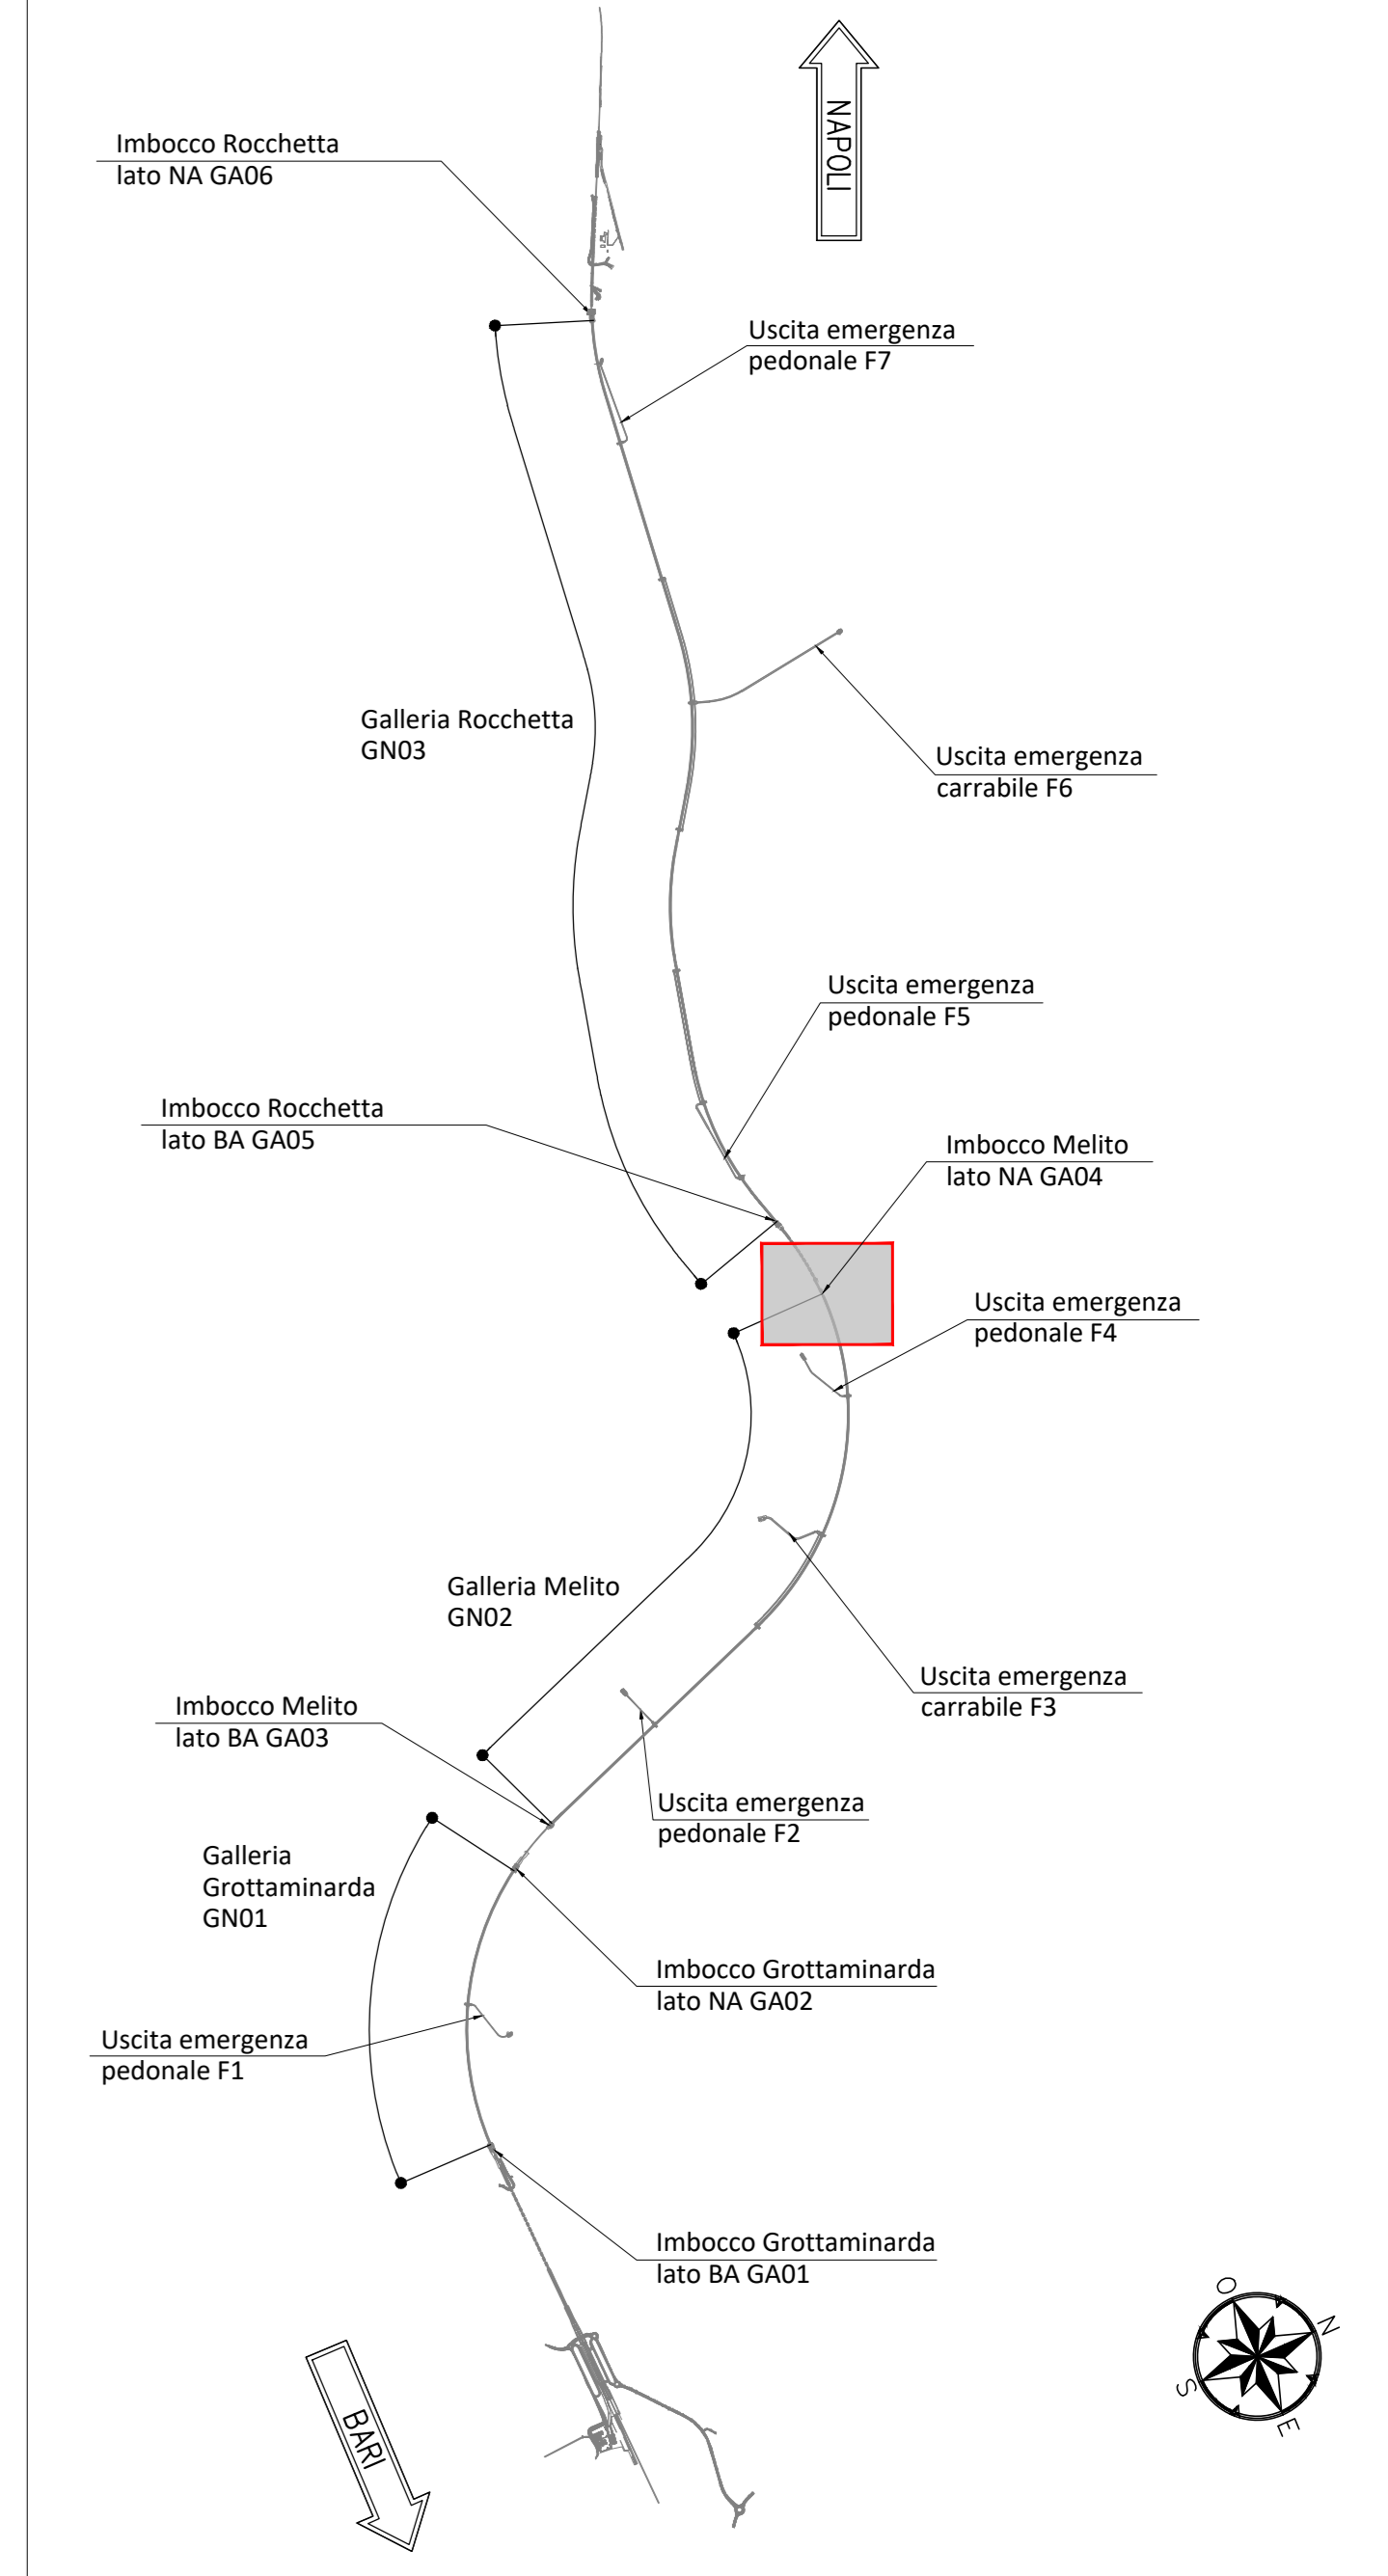 NAPOLI
Imbocco Rocchetta
lato NA GA06
Uscita emergenza
pedonale F7
Galleria Rocchetta
GN03
Uscita emergenza
carrabile F6
Uscita emergenza
pedonale F5
Imbocco Rocchetta
lato BA GA05
Imbocco Melito
lato NA GA04
Uscita emergenza
pedonale F4
Galleria Melito
GN02
Uscita emergenza
carrabile F3
Imbocco Melito
lato BA GA03
Uscita emergenza
pedonale F2
Galleria
Grottaminarda
GN01
Imbocco Grottaminarda
lato NA GA02
Uscita emergenza
pedonale F1
Imbocco Grottaminarda
lato BA GA01
O
N
S
E
BARI